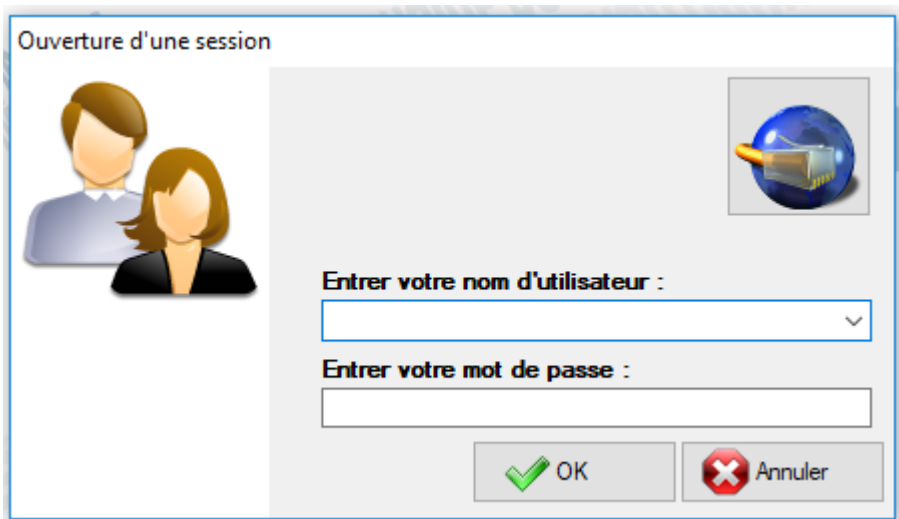 Ouverture d'une session
Entrer votre nom d'utilisateur :
Entrer votre mot de passe :
OK
Annuler